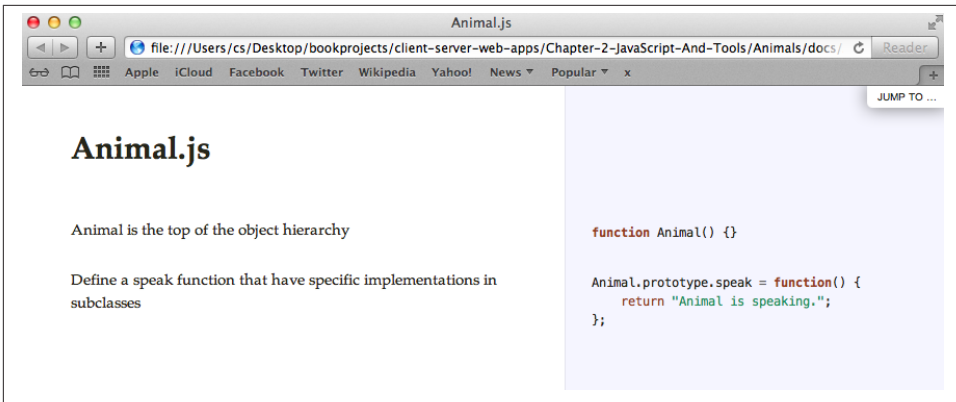 Animal.js
file:///Users/cs/Desktop/bookprojects/client-server-web-apps/Chapter-2-JavaScript-And-Tools/Animals/docs/ Reader
Apple iCloud Facebook Twitter Wikipedia Yahoo! News ▾ Popular ▾ x
JUMP TO ...
Animal.js
Animal is the top of the object hierarchy
function Animal() {}
Define a speak function that have specific implementations in
subclasses
Animal.prototype.speak = function() {
    return "Animal is speaking.";
};